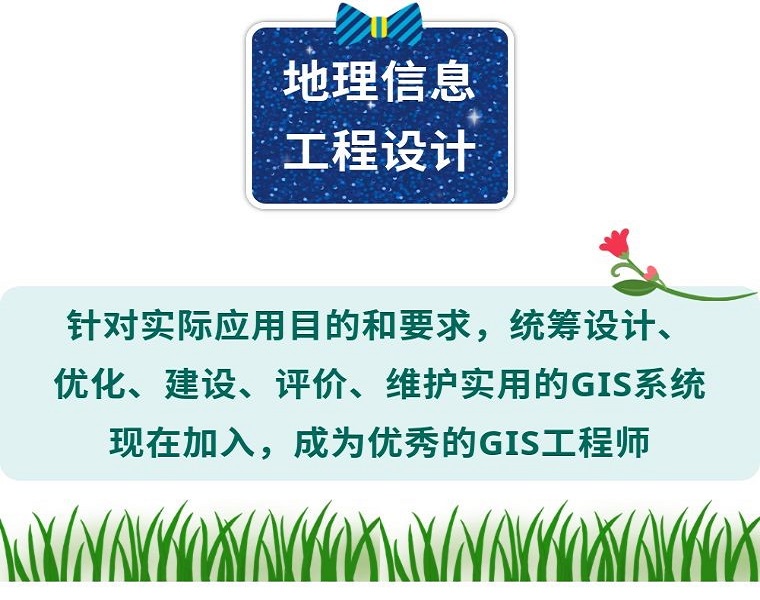 地理信息
工程设计
针对实际应用目的和要求，统筹设计、
优化、建设、评价、维护实用的GIS系统
现在加入，成为优秀的GIS工程师